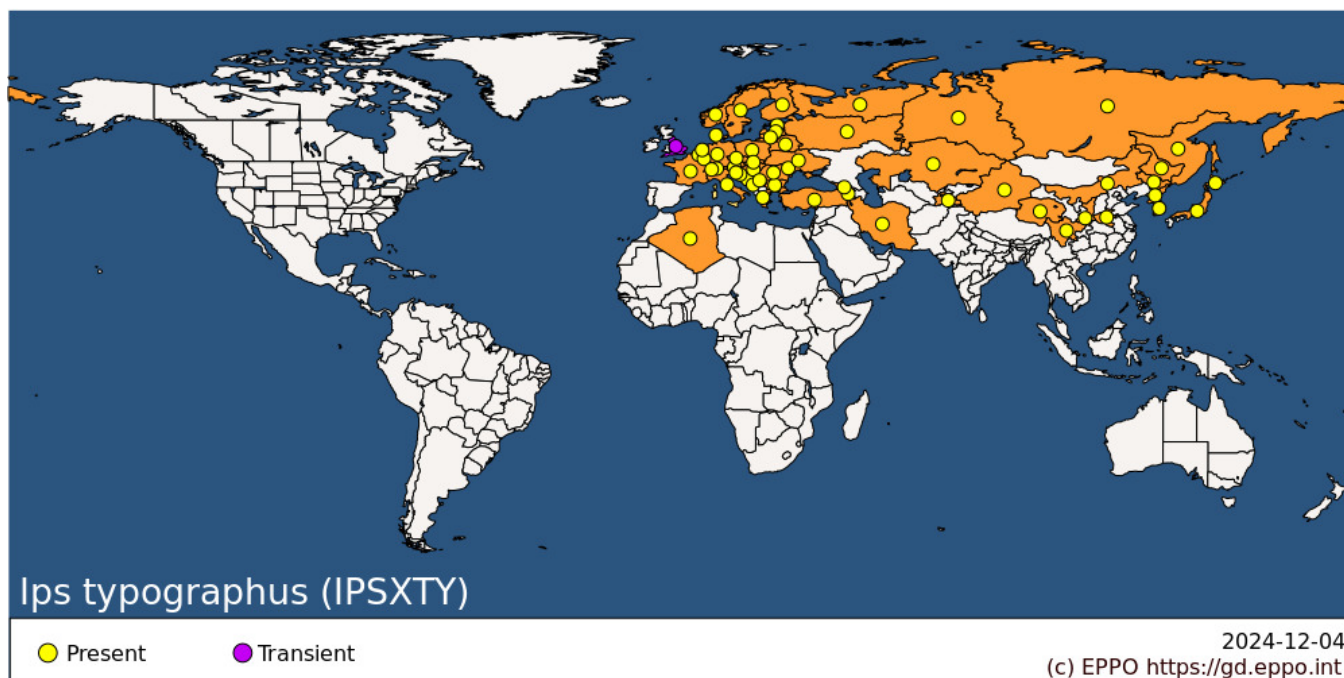 Ips typographus (IPSXTY)
Present
Transient
2024-12-04
(c) EPPO https://gd.eppo.int